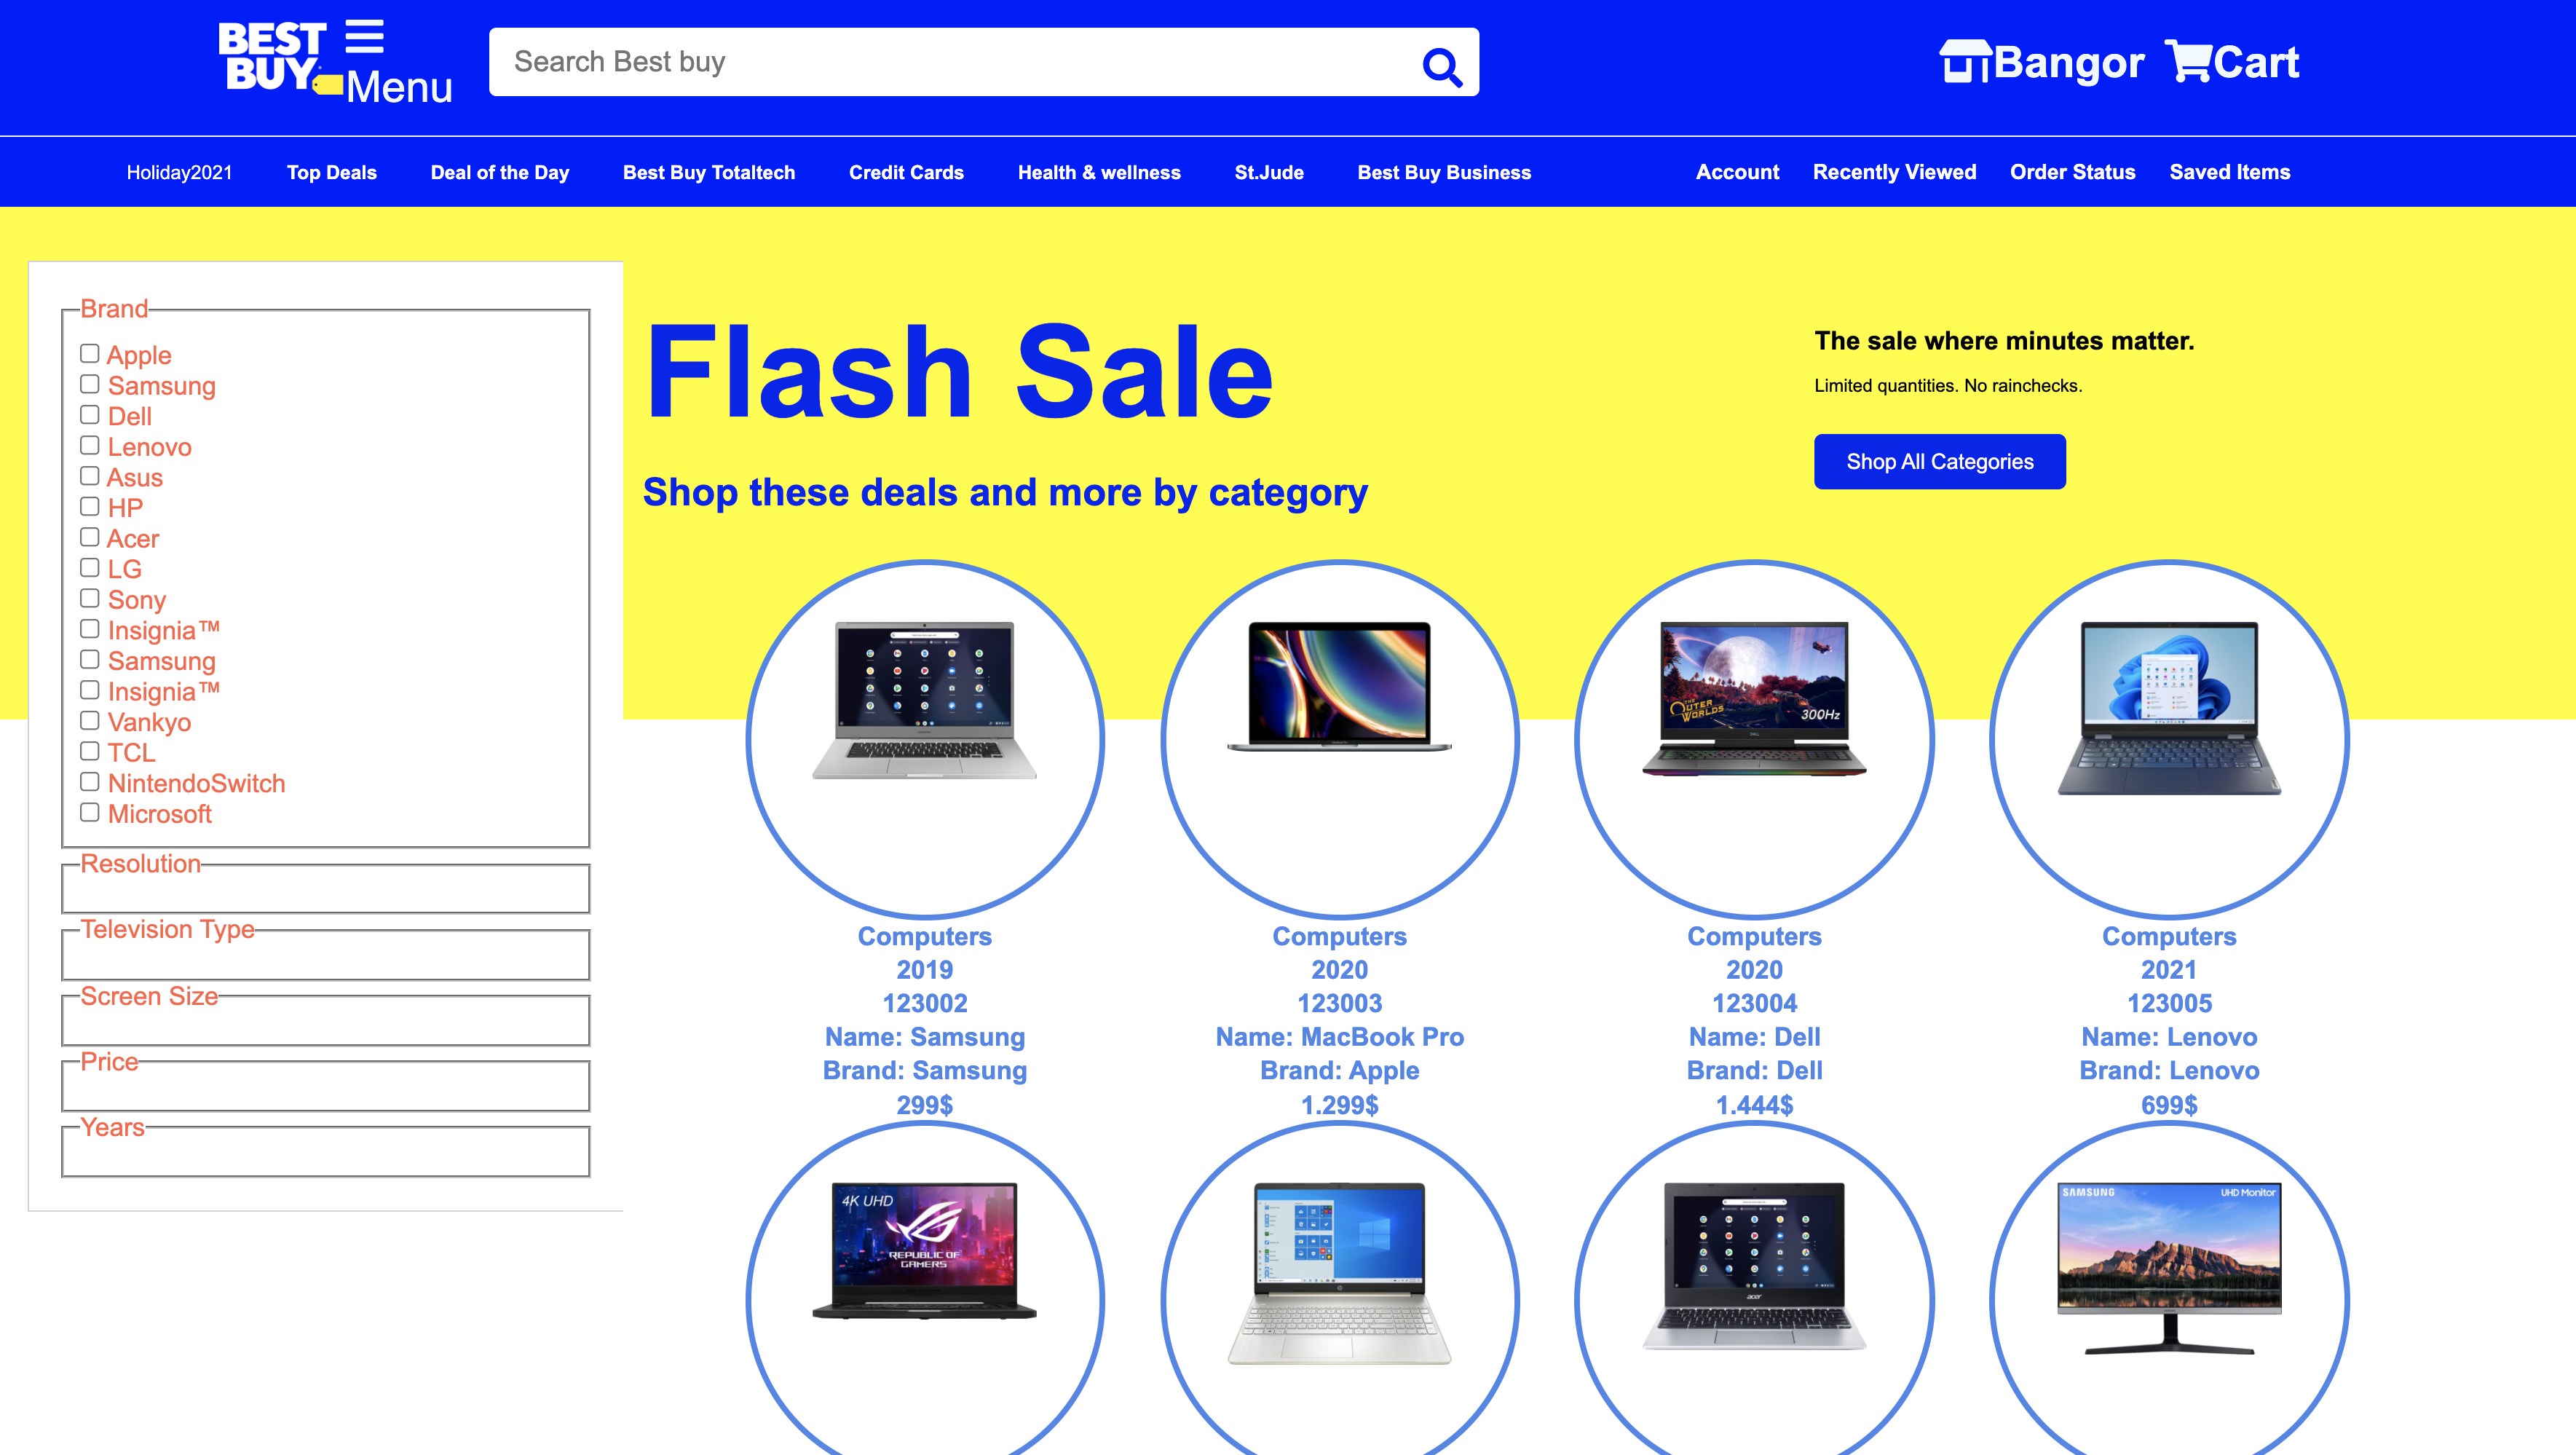 BEST
BUY
Menu
Search Best buy
Bangor
Cart
Holiday2021
Top Deals
Deal of the Day
Best Buy Totaltech
Credit Cards
Health & wellness
St.Jude
Best Buy Business
Account
Recently Viewed
Order Status
Saved Items
Brand
Apple
Samsung
Dell
Lenovo
Asus
HP
Acer
LG
Sony
Insignia™
Samsung
Insignia™
Vankyo
TCL
NintendoSwitch
Microsoft
Resolution
Television Type
Screen Size
Price
Years
Flash Sale
Shop these deals and more by category
The sale where minutes matter.
Limited quantities. No rainchecks.
Shop All Categories
THE
OUTER
WORLDS
300Hz
DELL
Computers
2019
123002
Name: Samsung
Brand: Samsung
299$
Computers
2020
123003
Name: MacBook Pro
Brand: Apple
1.299$
Computers
2020
123004
Name: Dell
Brand: Dell
1.444$
Computers
2021
123005
Name: Lenovo
Brand: Lenovo
699$
4K UHD
REPUBLIC OF
GAMERS
acer
SAMSUNG
UHD Monitor